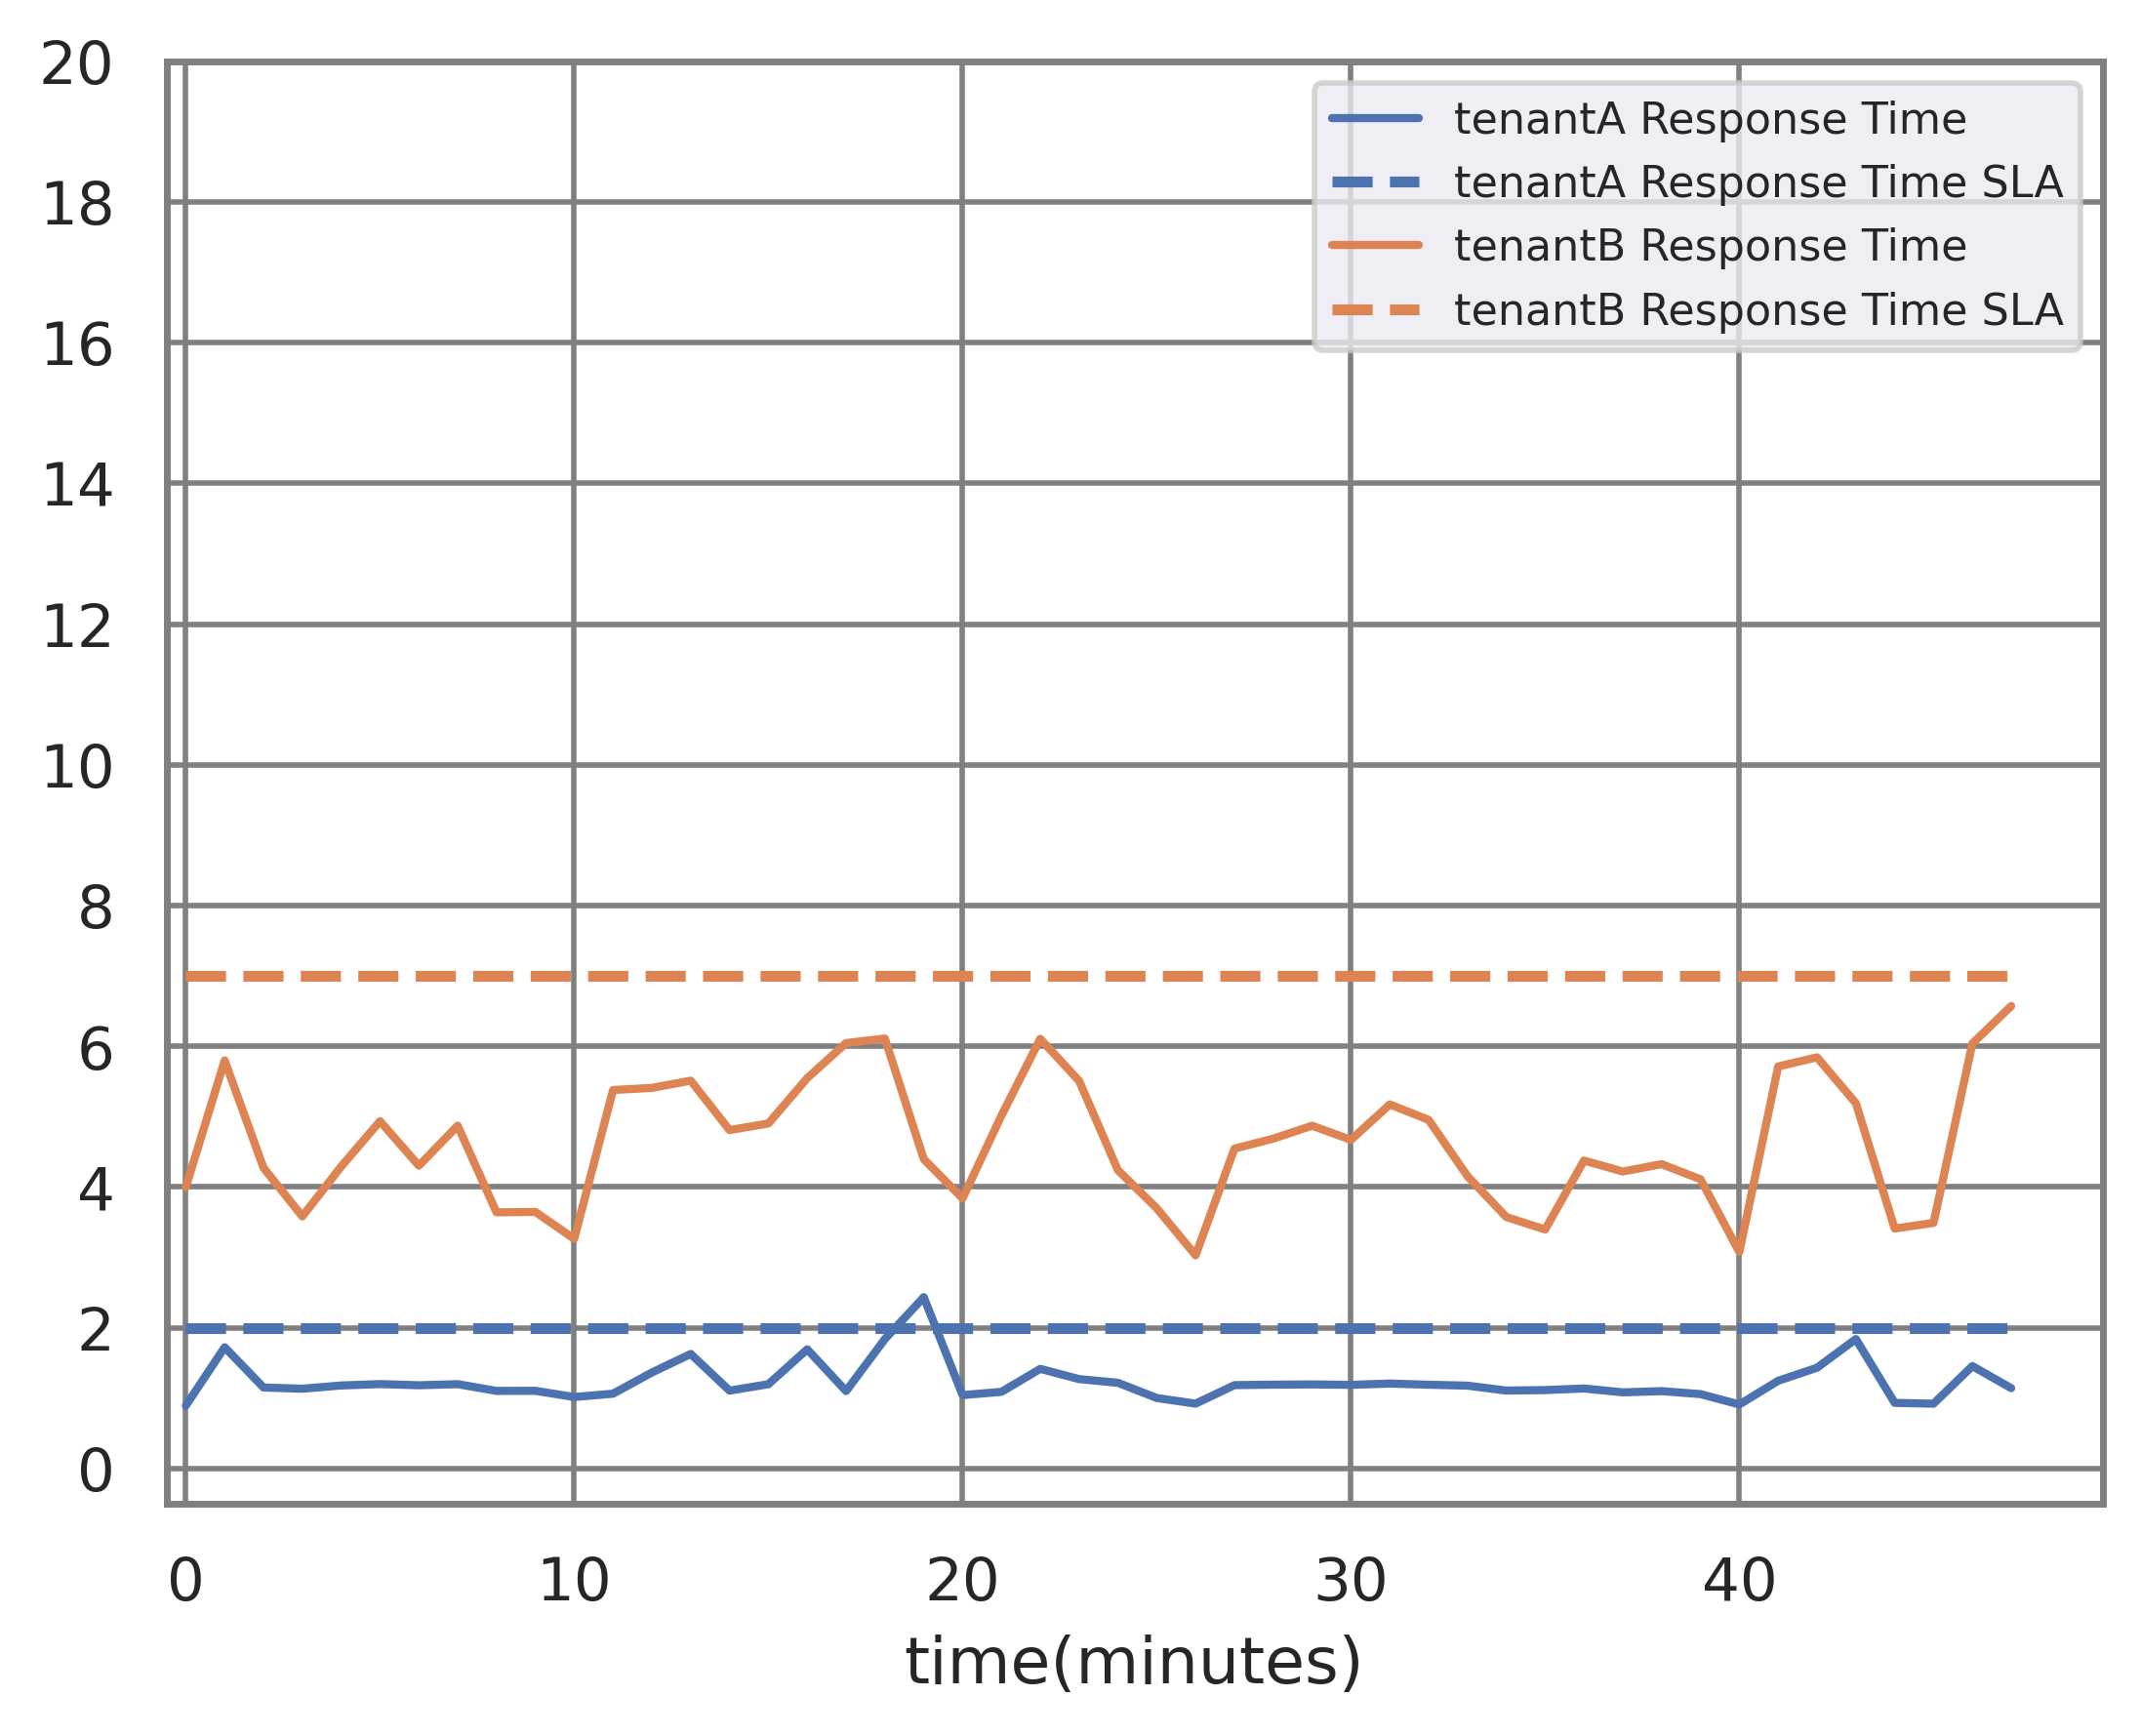 20
18
16
14
12
10
8
6
4
2
0
tenantA Response Time
tenantA Response Time SLA
tenantB Response Time
tenantB Response Time SLA
0 10 20 30 40
time(minutes)